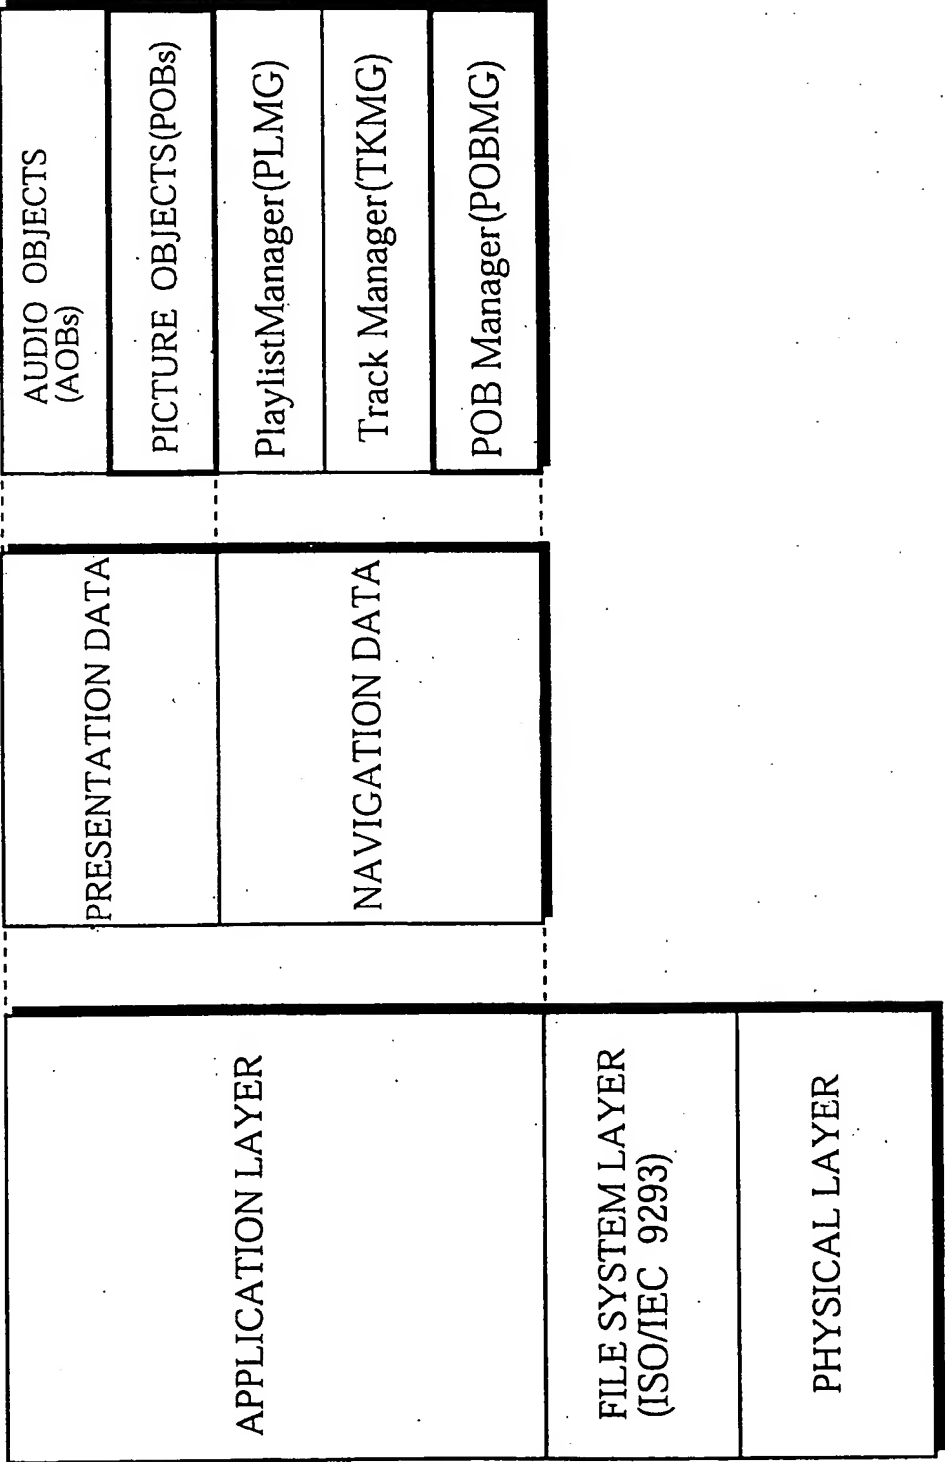 APPLICATION LAYER
FILE SYSTEM LAYER
(ISO/IEC 9293)
PHYSICAL LAYER
PRESENTATION DATA
NAVIGATION DATA
AUDIO OBJECTS
(AOBs)
PICTURE OBJECTS(POBs)
PlaylistManager(PLMG)
Track Manager(TKMG)
POB Manager(POBMG)